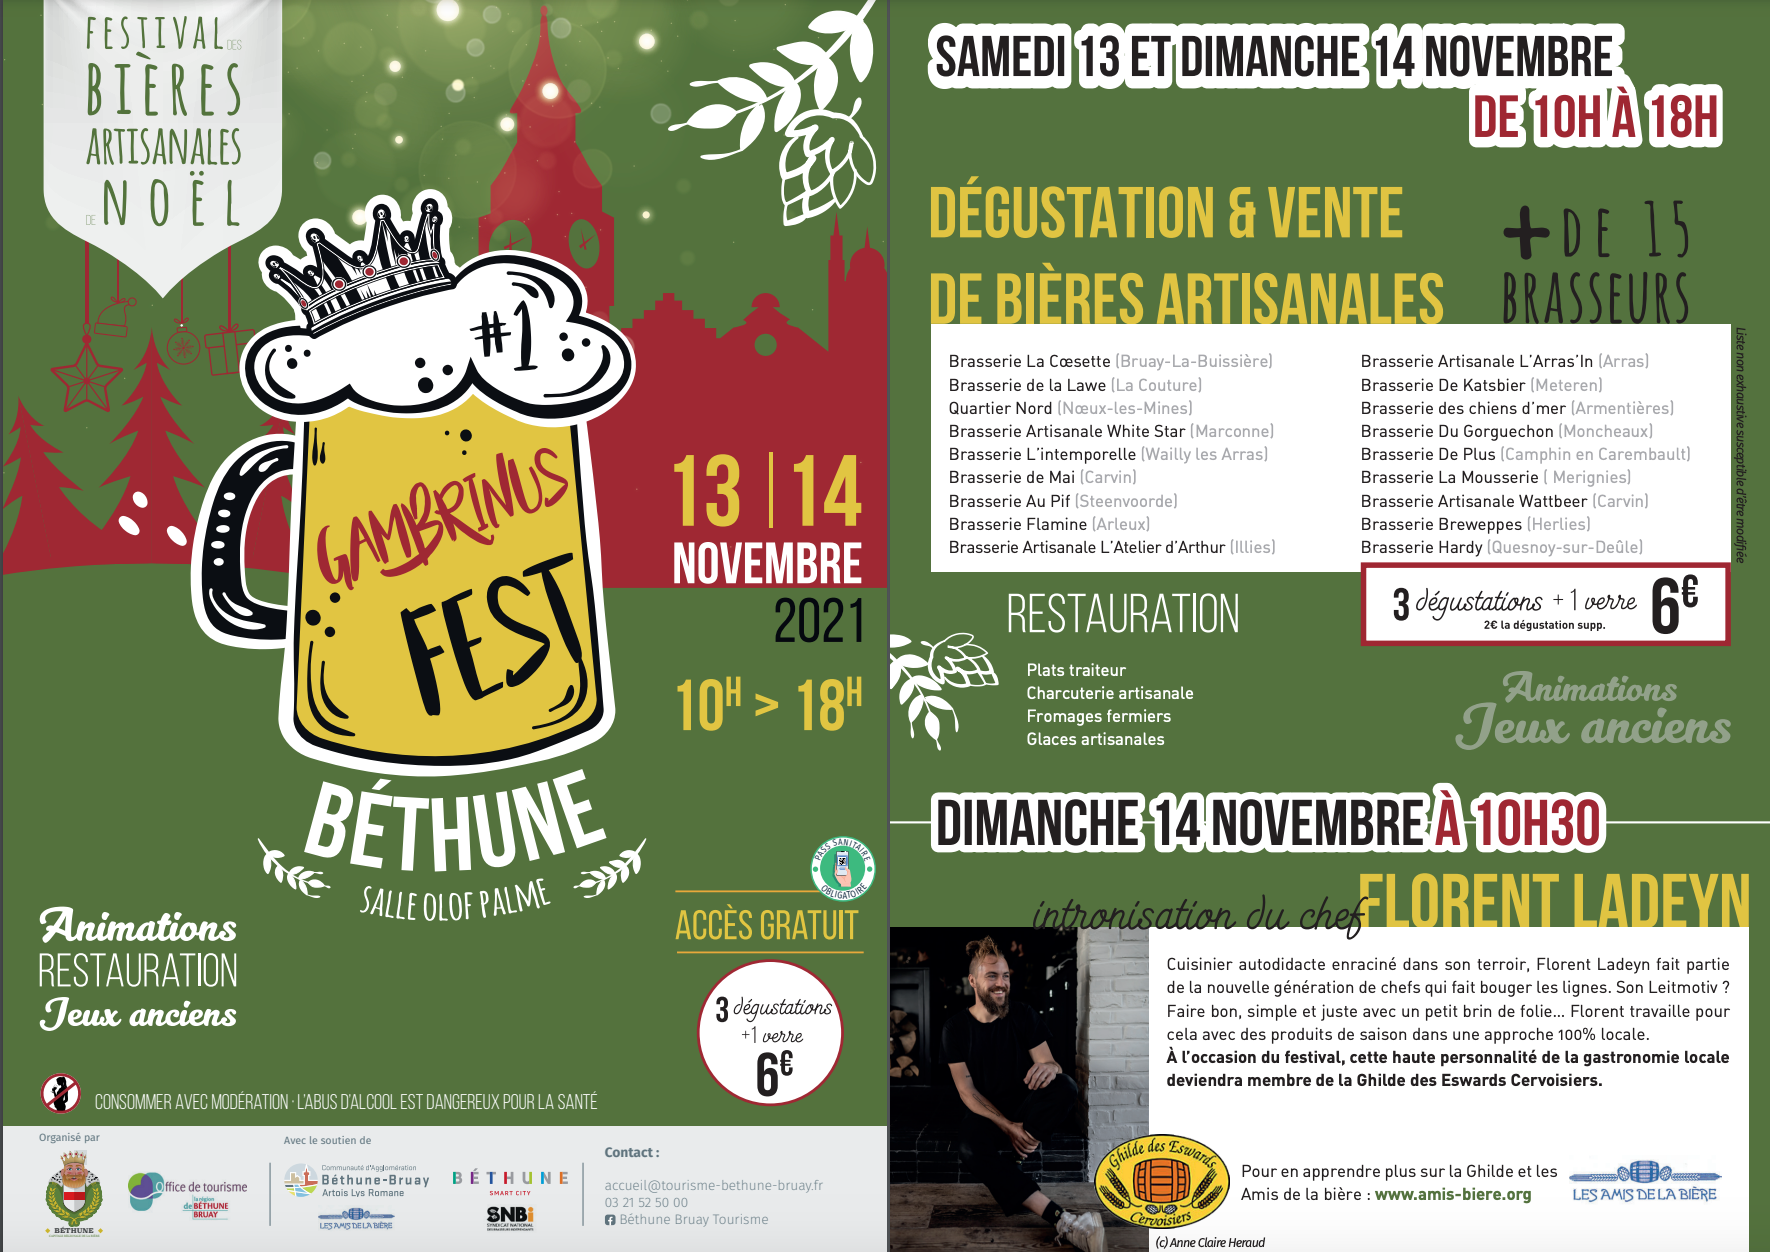 FESTIVAL DES
BIÈRES
ARTISANALES
DE NOËL
#1
GAMBRINUS
FEST
13 | 14
NOVEMBRE
2021
10H > 18H
BÉTHUNE
SALLE OLOF PALME
PASS SANITAIRE
OBLIGATOIRE
ACCÈS GRATUIT
3 dégustations
+1 verre
6€
Animations
RESTAURATION
Jeux anciens
CONSOMMER AVEC MODÉRATION · L'ABUS D'ALCOOL EST DANGEREUX POUR LA SANTÉ
Organisé par
BÉTHUNE
Office de tourisme
la région
de BÉTHUNE
BRUAY
Avec le soutien de
Communauté d'Agglomération
Béthune-Bruay
Artois Lys Romane
BÉTHUNE
SMART CITY
LES AMIS DE LA BIÈRE
SNBi
SYNDICAT NATIONAL
Contact :
accueil@tourisme-bethune-bruay.fr
03 21 52 50 00
Béthune Bruay Tourisme
SAMEDI 13 ET DIMANCHE 14 NOVEMBRE
DE 10H À 18H
DÉGUSTATION & VENTE
DE BIÈRES ARTISANALES
+ DE 15
BRASSEURS
Brasserie La Cœsette (Bruay-La-Buissière)
Brasserie de la Lawe (La Couture)
Quartier Nord (Nœux-les-Mines)
Brasserie Artisanale White Star (Marconne)
Brasserie L'intemporelle (Wailly les Arras)
Brasserie de Mai (Carvin)
Brasserie Au Pif (Steenvoorde)
Brasserie Flamine (Arleux)
Brasserie Artisanale L'Atelier d'Arthur (Illies)
Brasserie Artisanale L'Arras'In (Arras)
Brasserie De Katsbier (Meteren)
Brasserie des chiens d'mer (Armentières)
Brasserie Du Gorguechon (Moncheaux)
Brasserie De Plus (Camphin en Carembault)
Brasserie La Mousserie ( Merignies)
Brasserie Artisanale Wattbeer (Carvin)
Brasserie Breweppes (Herlies)
Brasserie Hardy (Quesnoy-sur-Deûle)
Liste non exhaustive susceptible d'être modifiée
3 dégustations + 1 verre 6€
2€ la dégustation supp.
RESTAURATION
Plats traiteur
Charcuterie artisanale
Fromages fermiers
Glaces artisanales
Animations
Jeux anciens
DIMANCHE 14 NOVEMBRE À 10H30
intronisation du chef FLORENT LADEYN
Cuisinier autodidacte enraciné dans son terroir, Florent Ladeyn fait partie
de la nouvelle génération de chefs qui fait bouger les lignes. Son Leitmotiv ?
Faire bon, simple et juste avec un petit brin de folie... Florent travaille pour
cela avec des produits de saison dans une approche 100% locale.
À l'occasion du festival, cette haute personnalité de la gastronomie locale
deviendra membre de la Ghilde des Eswards Cervoisiers.
Ghilde des Eswards
Cervoisiers
Pour en apprendre plus sur la Ghilde et les
Amis de la bière : www.amis-biere.org
LES AMIS DE LA BIÈRE
(c) Anne Claire Heraud